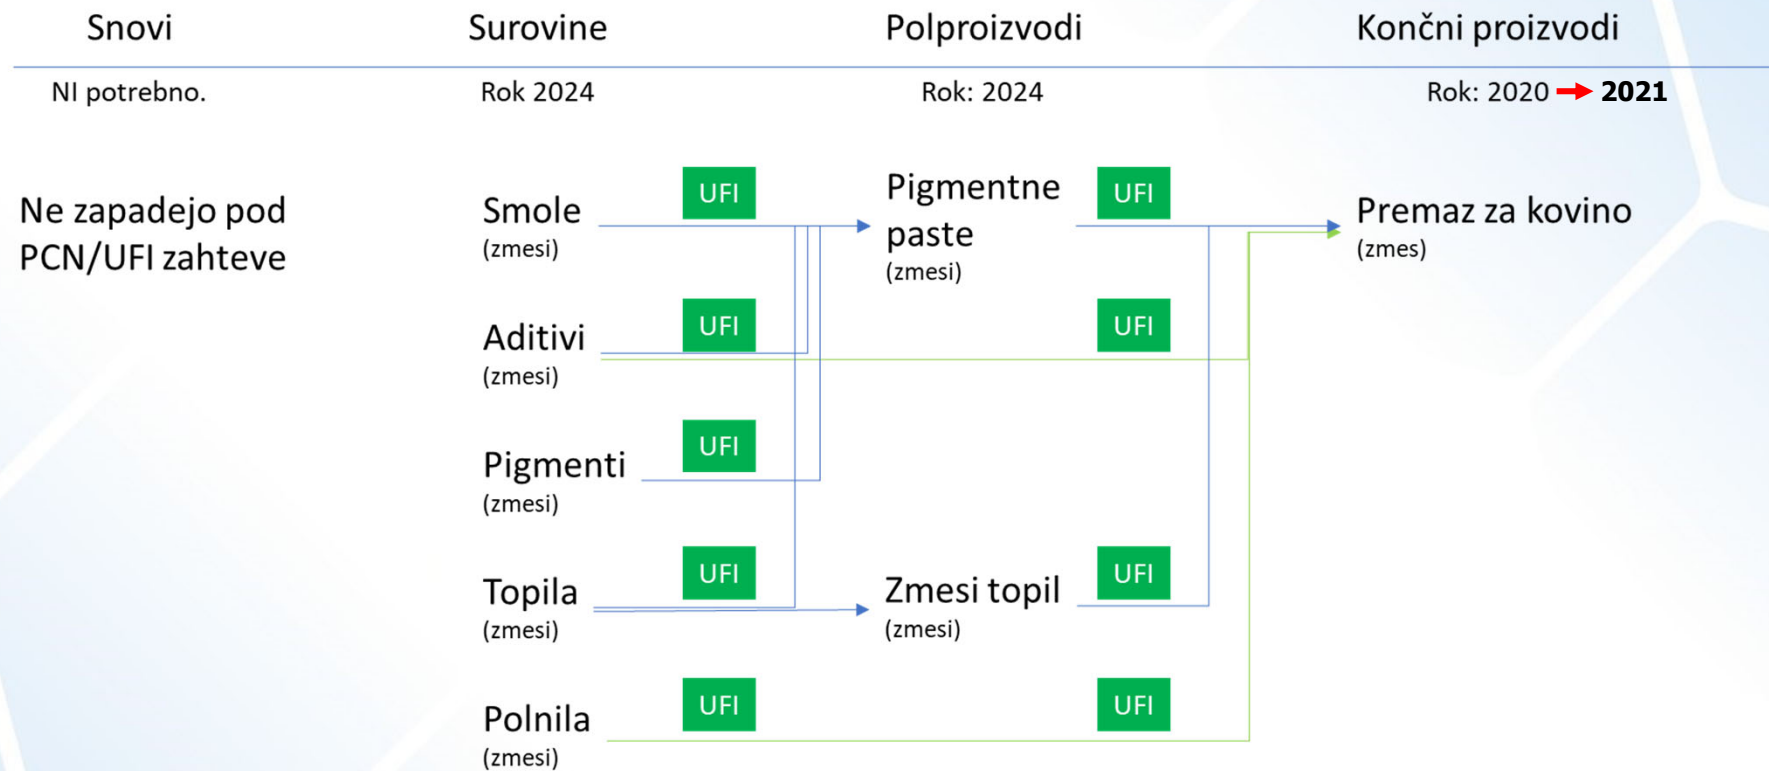 Snovi
Surovine
Polproizvodi
Končni proizvodi
NI potrebno.
Rok 2024
Rok: 2024
Rok: 2020 → 2021
Ne zapadejo pod
PCN/UFI zahteve
Smole
(zmesi)
UFI
Pigmentne
paste
(zmesi)
UFI
Premaz za kovino
(zmes)
Aditivi
(zmesi)
UFI
UFI
Pigmenti
(zmesi)
UFI
Topila
(zmesi)
UFI
Zmesi topil
(zmesi)
UFI
Polnila
(zmesi)
UFI
UFI